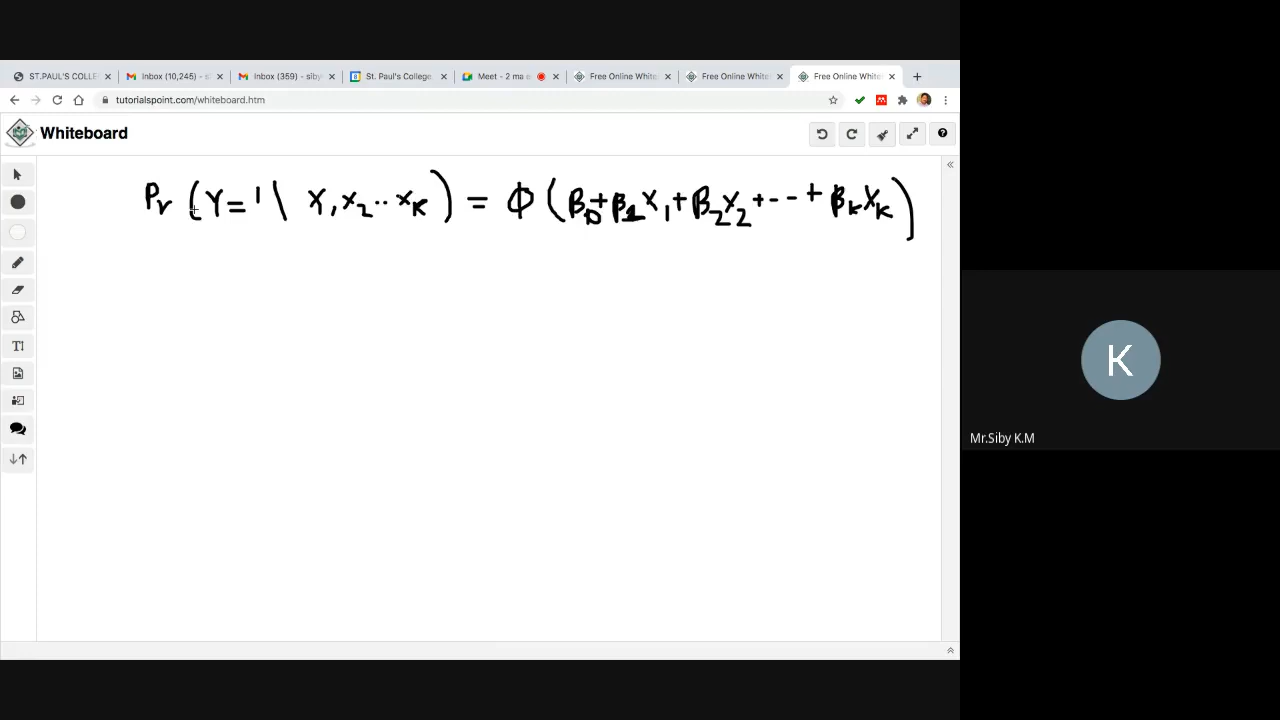 ST.PAUL'S COLLE
Inbox (10,245) - s
Inbox (359) - siby
St. Paul's College
Meet - 2 ma e
Free Online White
Free Online White
Free Online White
tutorialspoint.com/whiteboard.htm
Whiteboard
Pr (Y=1 \ X1, X2 .. XK) = Φ (β0+β1X1+β2X2+--+βKXK)
K
Mr.Siby K.M